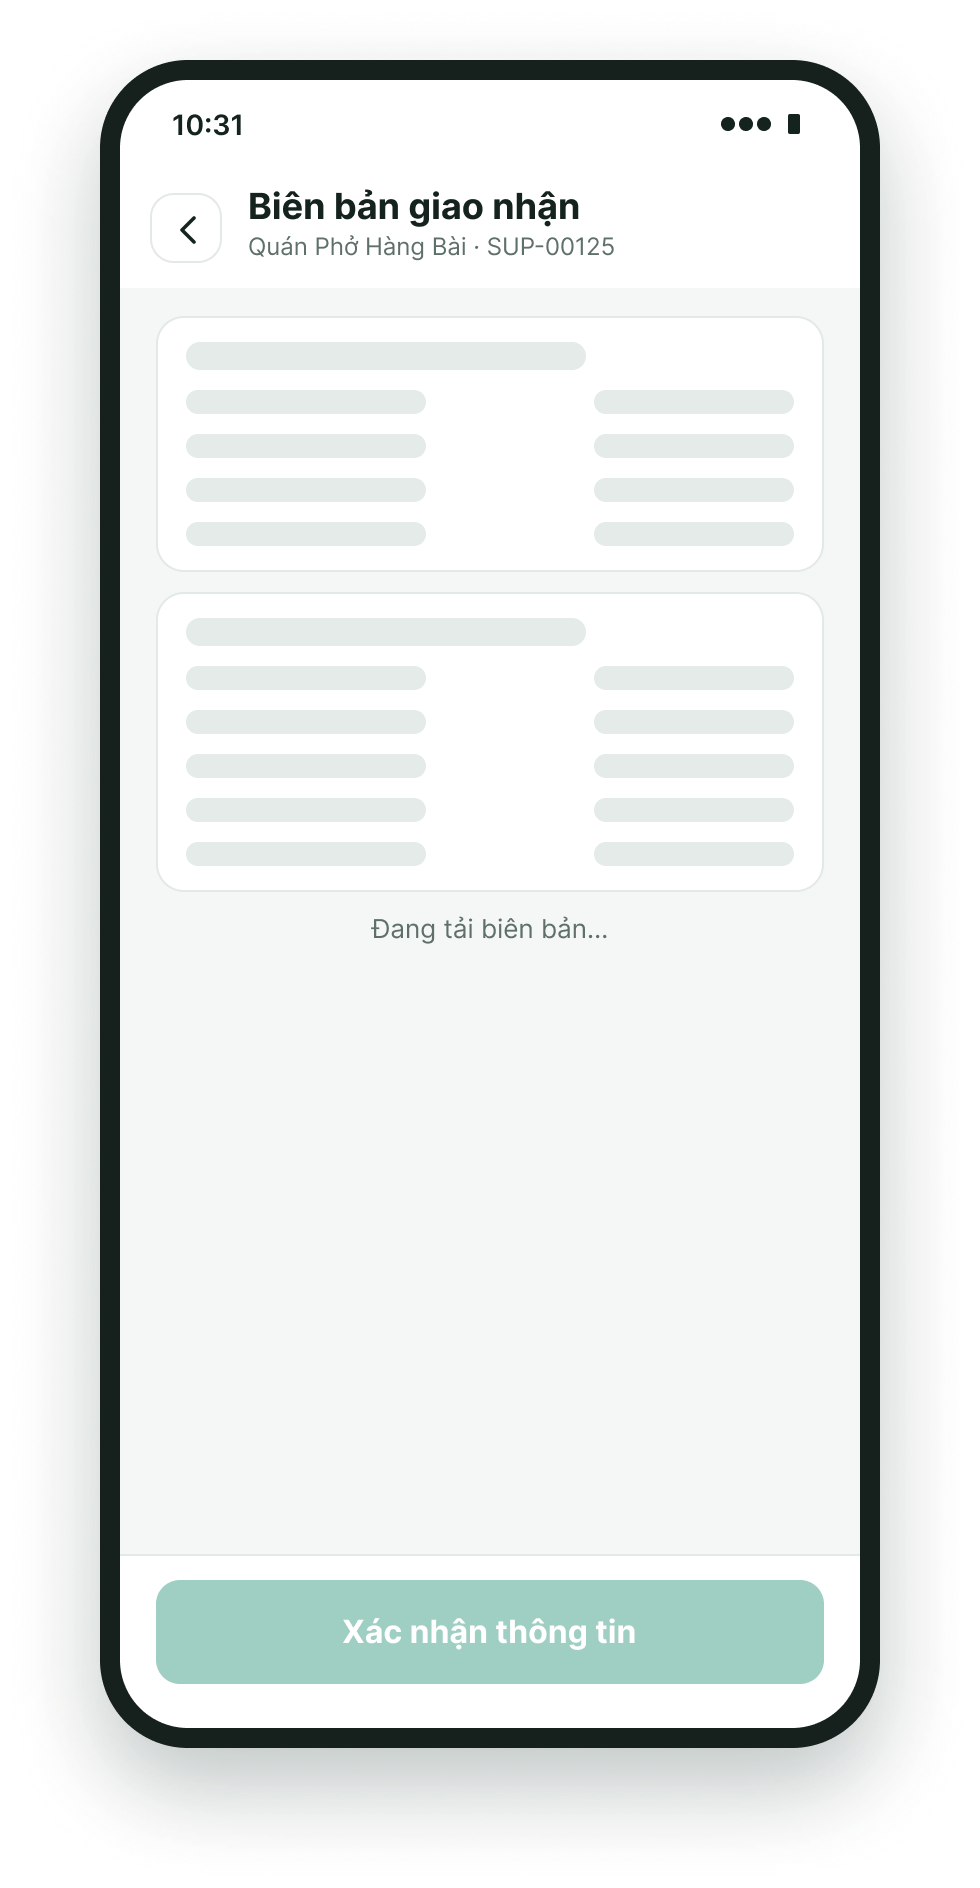 10:31
Biên bản giao nhận
Quán Phở Hàng Bài · SUP-00125
Đang tải biên bản...
Xác nhận thông tin